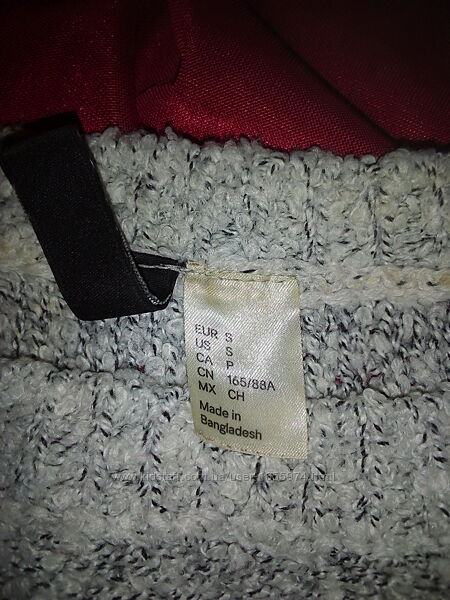 EUR S
US S
CA P
CN 165/88A
MX CH
Made in
Bangladesh